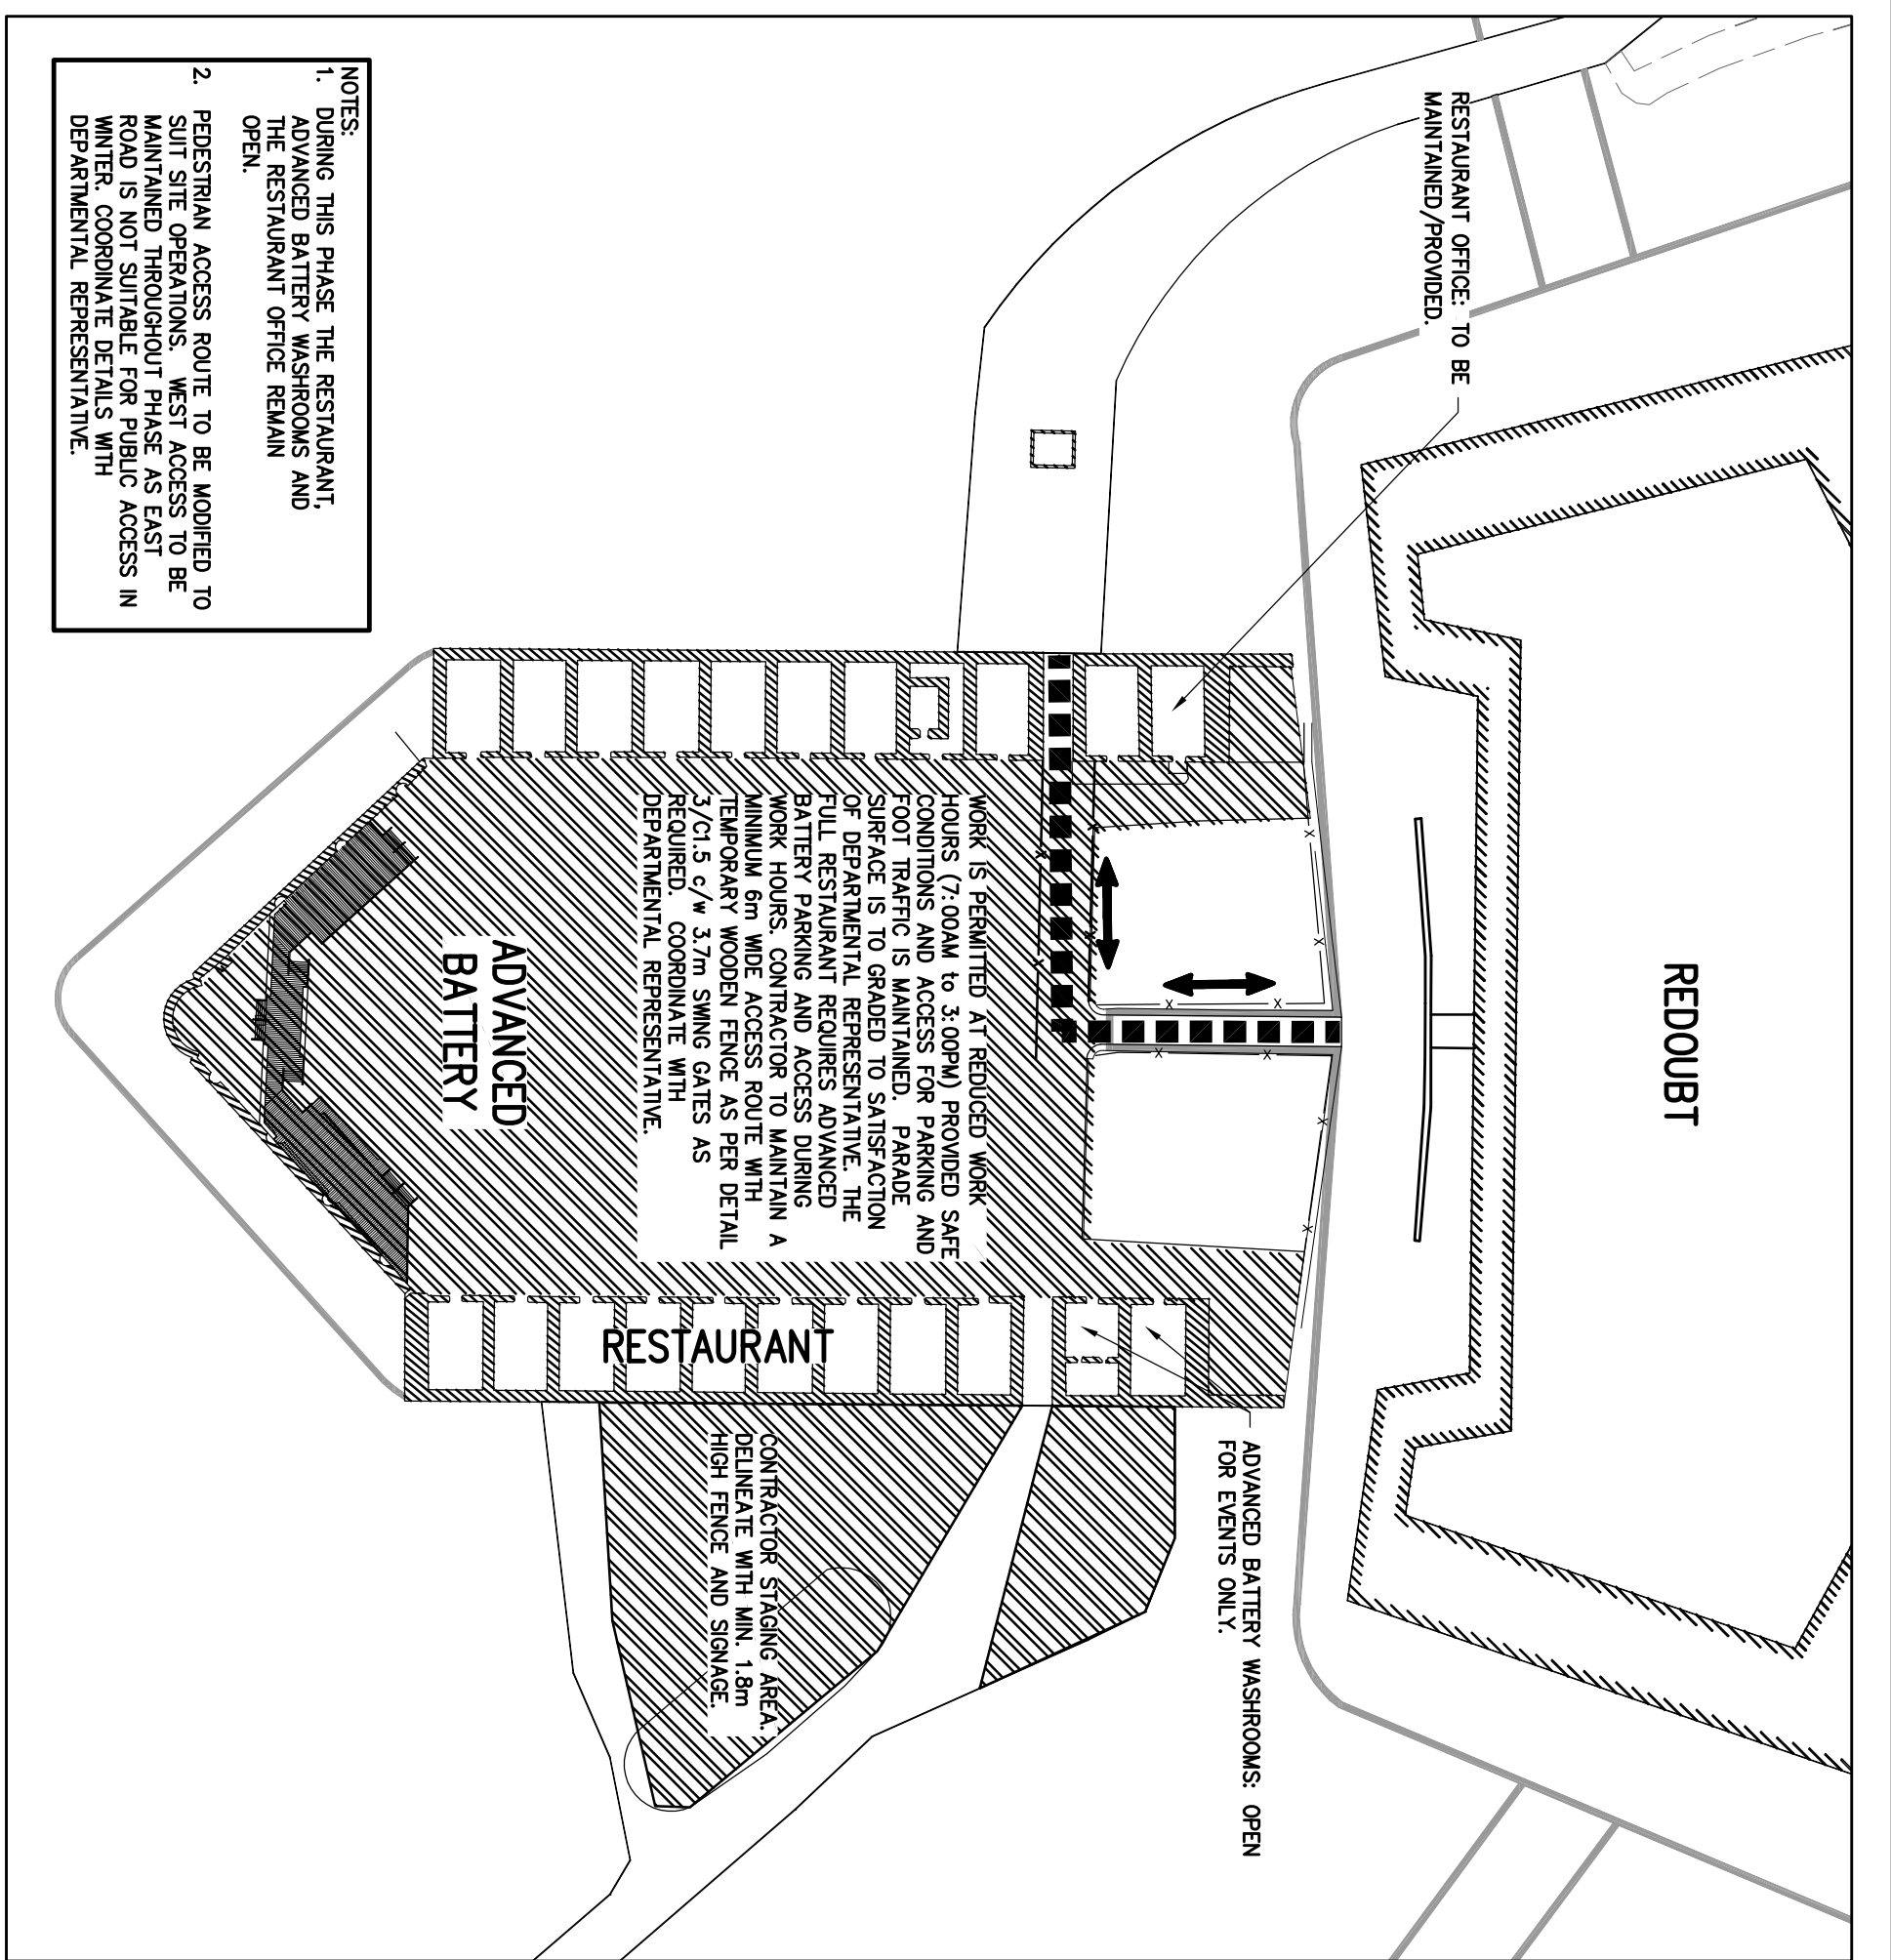 REDOUBT
RESTAURANT OFFICE: TO BE
MAINTAINED/PROVIDED.
ADVANCED BATTERY WASHROOMS: OPEN
FOR EVENTS ONLY.
WORK IS PERMITTED AT REDUCED WORK
HOURS (7:00AM to 3:00PM) PROVIDED SAFE
CONDITIONS AND ACCESS FOR PARKING AND
FOOT TRAFFIC IS MAINTAINED. PARADE
SURFACE IS TO GRADED TO SATISFACTION
OF DEPARTMENTAL REPRESENTATIVE. THE
FULL RESTAURANT REQUIRES ADVANCED
BATTERY PARKING AND ACCESS DURING
WORK HOURS. CONTRACTOR TO MAINTAIN A
MINIMUM 6m WIDE ACCESS ROUTE WITH
TEMPORARY WOODEN FENCE AS PER DETAIL
3/C1.5 c/w 3.7m SWING GATES AS
REQUIRED. COORDINATE WITH
DEPARTMENTAL REPRESENTATIVE.
RESTAURANT
CONTRACTOR STAGING AREA.
DELINEATE WITH MIN. 1.8m
HIGH FENCE AND SIGNAGE.
ADVANCED
BATTERY
NOTES:
1. DURING THIS PHASE THE RESTAURANT,
ADVANCED BATTERY WASHROOMS AND
THE RESTAURANT OFFICE REMAIN
OPEN.
2. PEDESTRIAN ACCESS ROUTE TO BE MODIFIED TO
SUIT SITE OPERATIONS. WEST ACCESS TO BE
MAINTAINED THROUGHOUT PHASE AS EAST
ROAD IS NOT SUITABLE FOR PUBLIC ACCESS IN
WINTER. COORDINATE DETAILS WITH
DEPARTMENTAL REPRESENTATIVE.